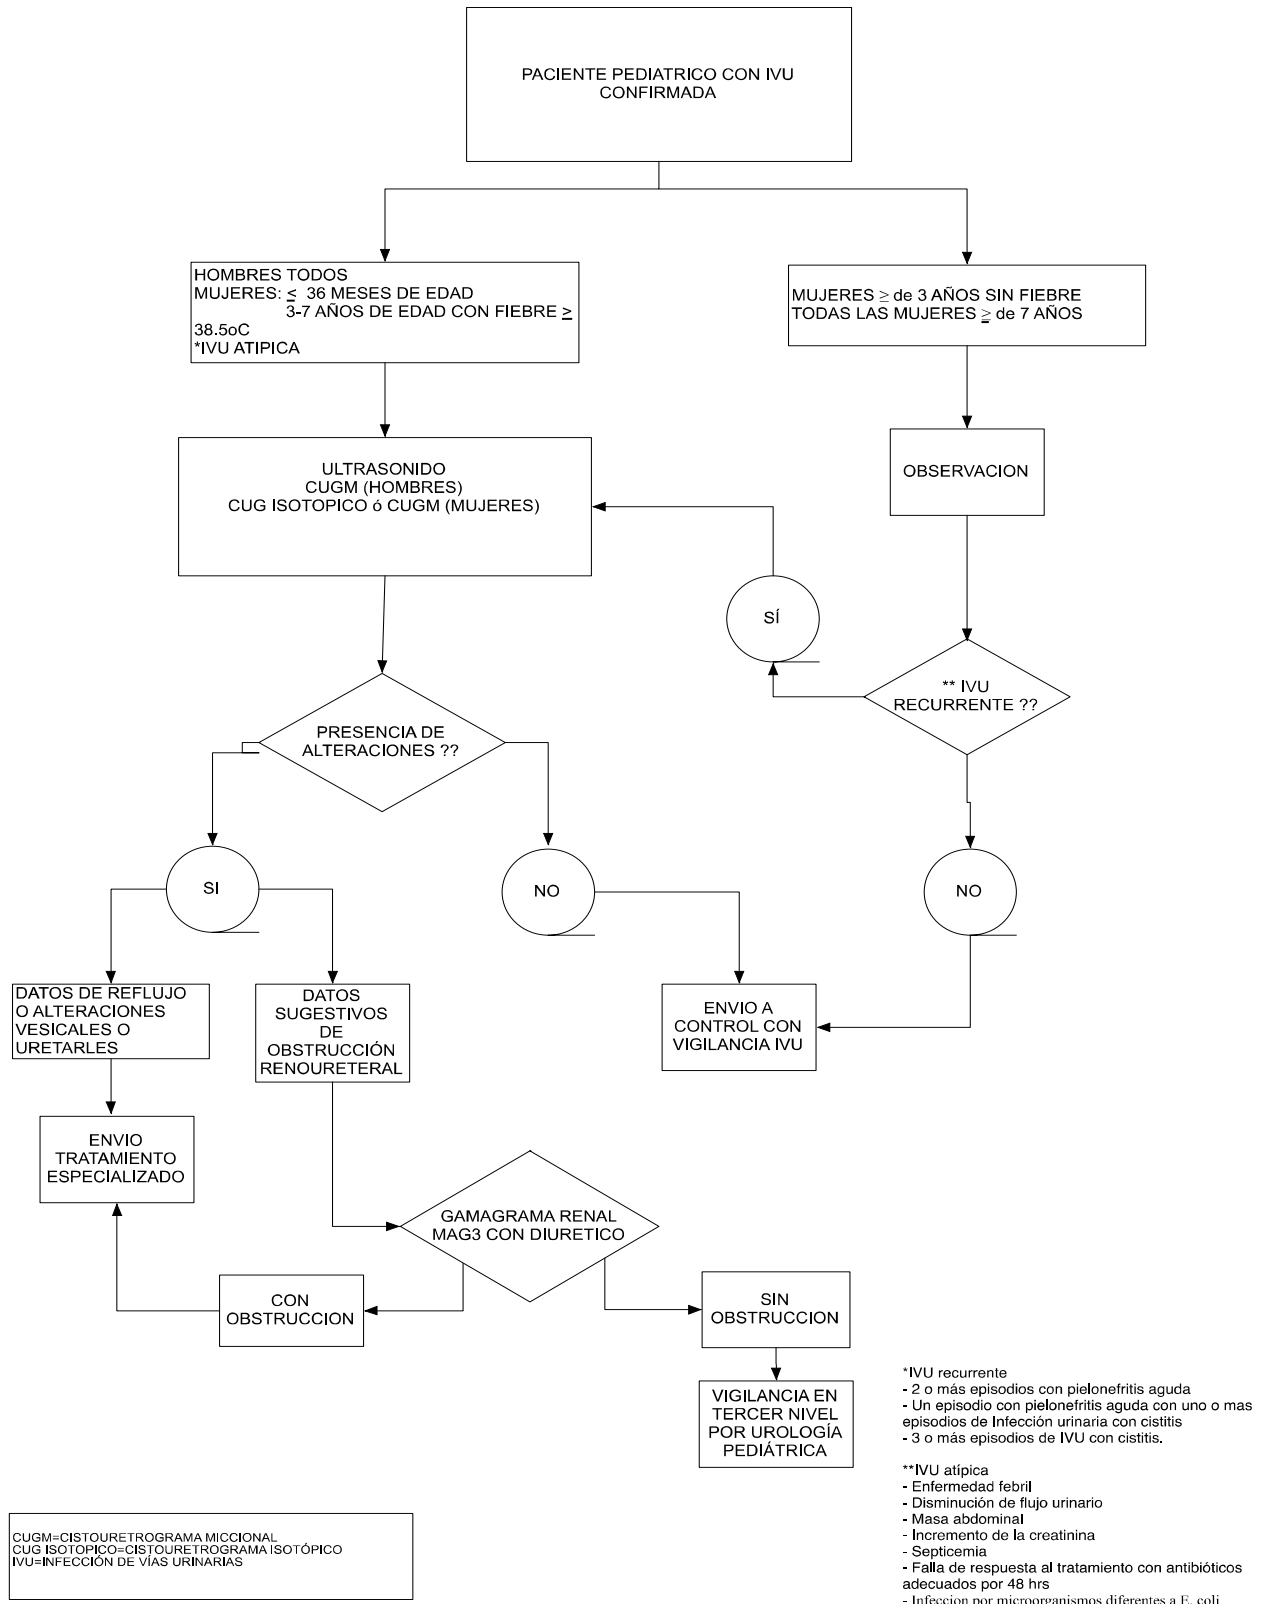 PACIENTE PEDIATRICO CON IVU
CONFIRMADA
HOMBRES TODOS
MUJERES: ≤ 36 MESES DE EDAD
3-7 AÑOS DE EDAD CON FIEBRE ≥
38.5oC
*IVU ATIPICA
MUJERES ≥ de 3 AÑOS SIN FIEBRE
TODAS LAS MUJERES ≥ de 7 AÑOS
ULTRASONIDO
CUGM (HOMBRES)
CUG ISOTOPICO ó CUGM (MUJERES)
OBSERVACION
SÍ
** IVU
RECURRENTE ??
PRESENCIA DE
ALTERACIONES ??
SI
NO
NO
DATOS DE REFLUJO
O ALTERACIONES
VESICALES O
URETARLES
DATOS
SUGESTIVOS
DE
OBSTRUCCIÓN
RENOURETERAL
ENVIO A
CONTROL CON
VIGILANCIA IVU
ENVIO
TRATAMIENTO
ESPECIALIZADO
GAMAGRAMA RENAL
MAG3 CON DIURETICO
CON
OBSTRUCCION
SIN
OBSTRUCCION
VIGILANCIA EN
TERCER NIVEL
POR UROLOGÍA
PEDIÁTRICA
*IVU recurrente
- 2 o más episodios con pielonefritis aguda
- Un episodio con pielonefritis aguda con uno o mas
episodios de Infección urinaria con cistitis
- 3 o más episodios de IVU con cistitis.
**IVU atípica
- Enfermedad febril
- Disminución de flujo urinario
- Masa abdominal
- Incremento de la creatinina
- Septicemia
- Falla de respuesta al tratamiento con antibióticos
adecuados por 48 hrs
- Infeccion por microorganismos diferentes a E. coli
CUGM=CISTOURETROGRAMA MICCIONAL
CUG ISOTOPICO=CISTOURETROGRAMA ISOTÓPICO
IVU=INFECCIÓN DE VÍAS URINARIAS